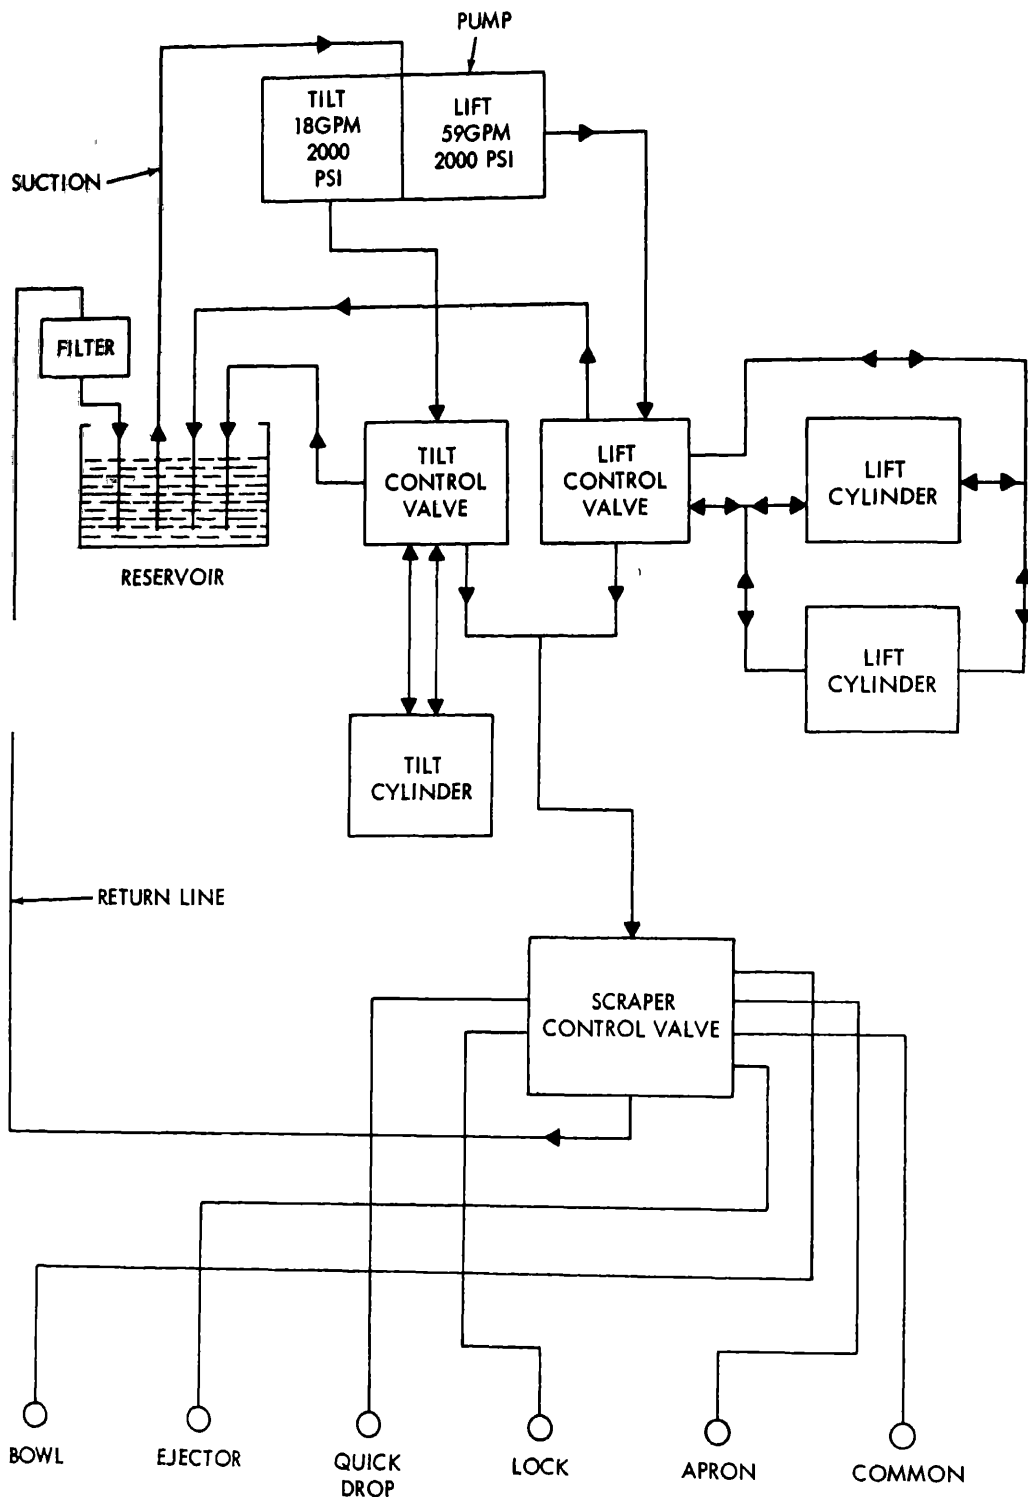 PUMP
TILT
18GPM
2000
PSI
LIFT
59GPM
2000 PSI
SUCTION
FILTER
TILT
CONTROL
VALVE
LIFT
CONTROL
VALVE
LIFT
CYLINDER
RESERVOIR
LIFT
CYLINDER
TILT
CYLINDER
RETURN LINE
SCRAPER
CONTROL VALVE
BOWL
EJECTOR
QUICK
DROP
LOCK
APRON
COMMON